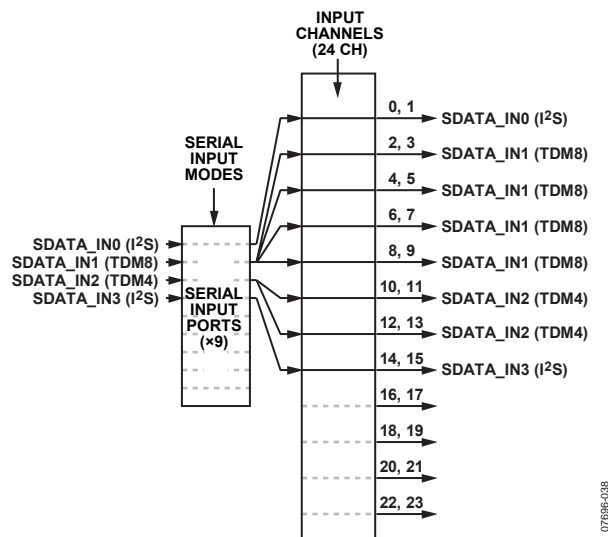 INPUT
CHANNELS
(24 CH)
SERIAL
INPUT
MODES
SDATA_IN0 (I²S)
SDATA_IN1 (TDM8)
SDATA_IN2 (TDM4)
SDATA_IN3 (I²S)
SERIAL
INPUT
PORTS
(×9)
0, 1
SDATA_IN0 (I²S)
2, 3
SDATA_IN1 (TDM8)
4, 5
SDATA_IN1 (TDM8)
6, 7
SDATA_IN1 (TDM8)
8, 9
SDATA_IN1 (TDM8)
10, 11
SDATA_IN2 (TDM4)
12, 13
SDATA_IN2 (TDM4)
14, 15
SDATA_IN3 (I²S)
16, 17
18, 19
20, 21
22, 23
07696-038